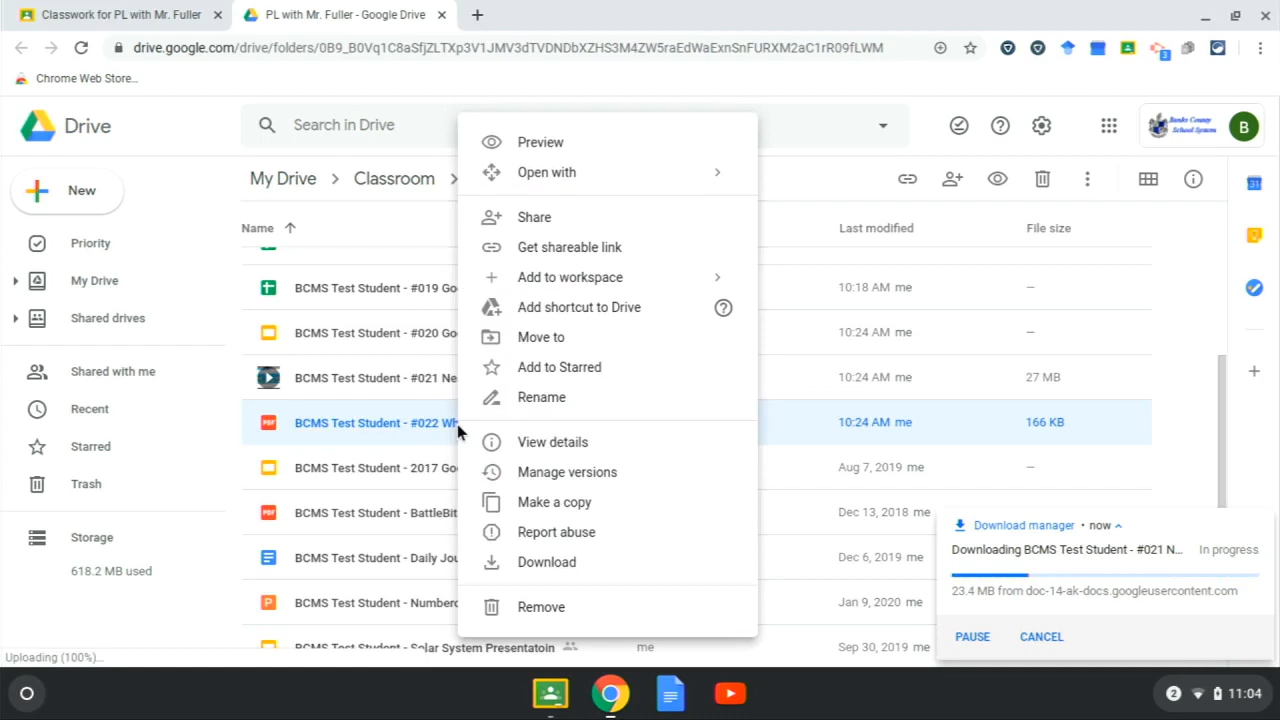 Classwork for PL with Mr. Fuller
PL with Mr. Fuller - Google Drive
drive.google.com/drive/folders/0B9_B0Vq1C8aSfjZLTXp3V1JMV3dTVDNDbXZHS3M4ZW5raEdWaExnSnFURXM2aC1rR09fLWM
3
Chrome Web Store...
Drive
Search in Drive
Banks County
School System
B
New
My Drive
Classroom
31
Priority
My Drive
Shared drives
Shared with me
Recent
Starred
Trash
Storage
618.2 MB used
Name
Last modified
File size
BCMS Test Student - #019 Go
10:18 AM me
–
BCMS Test Student - #020 Go
10:24 AM me
–
BCMS Test Student - #021 Ne
10:24 AM me
27 MB
PDF
BCMS Test Student - #022 Wh
10:24 AM me
166 KB
BCMS Test Student - 2017 Go
Aug 7, 2019 me
–
PDF
BCMS Test Student - BattleBit
Dec 13, 2018 me
BCMS Test Student - Daily Jou
Dec 6, 2019 me
P
BCMS Test Student - Number
Jan 9, 2020 me
BCMS Test Student - Solar System Presentatoin
me
Sep 30, 2019 me
Preview
Open with
Share
Get shareable link
Add to workspace
Add shortcut to Drive
Move to
Add to Starred
Rename
View details
Manage versions
Make a copy
Report abuse
Download
Remove
Download manager • now
Downloading BCMS Test Student - #021 N...
In progress
23.4 MB from doc-14-ak-docs.googleusercontent.com
PAUSE
CANCEL
Uploading (100%)...
2
11:04